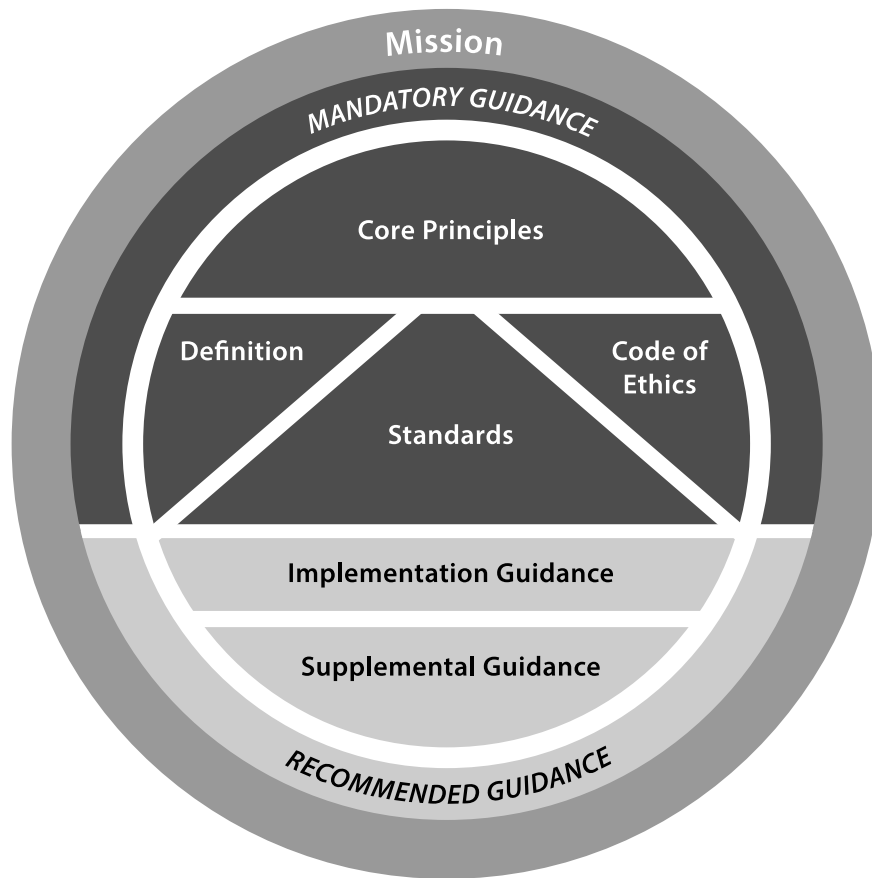 Mission
MANDATORY GUIDANCE
Core Principles
Definition
Code of
Ethics
Standards
Implementation Guidance
Supplemental Guidance
RECOMMENDED GUIDANCE